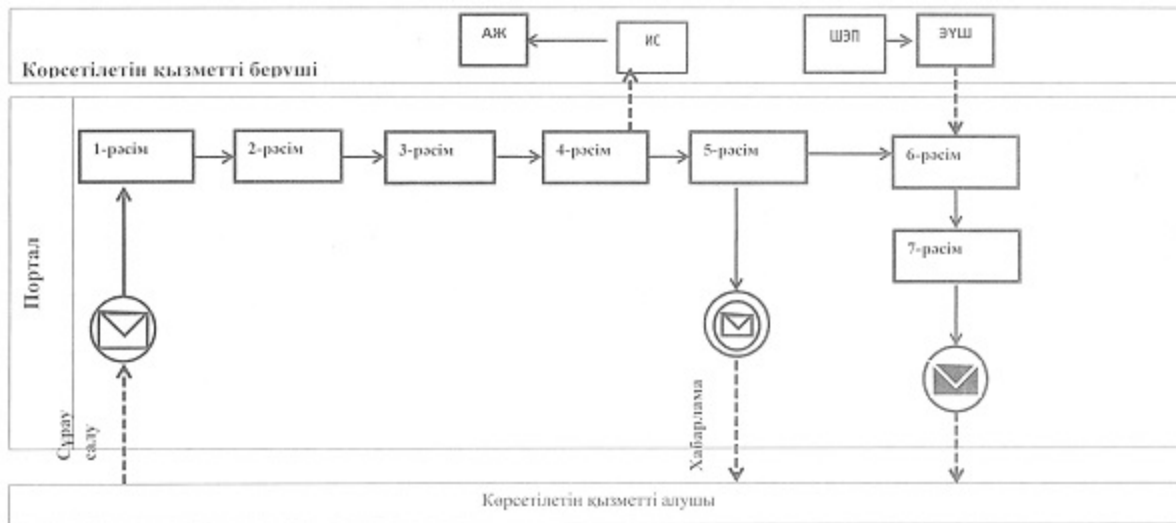 АЖ
ИС
ШЭП
ЭҮШ
Көрсетілетін қызметті беруші
1-рәсім
2-рәсім
3-рәсім
4-рәсім
5-рәсім
6-рәсім
7-рәсім
Портал
Сұрау
салу
Хабарлама
Көрсетілетін қызметті алушы